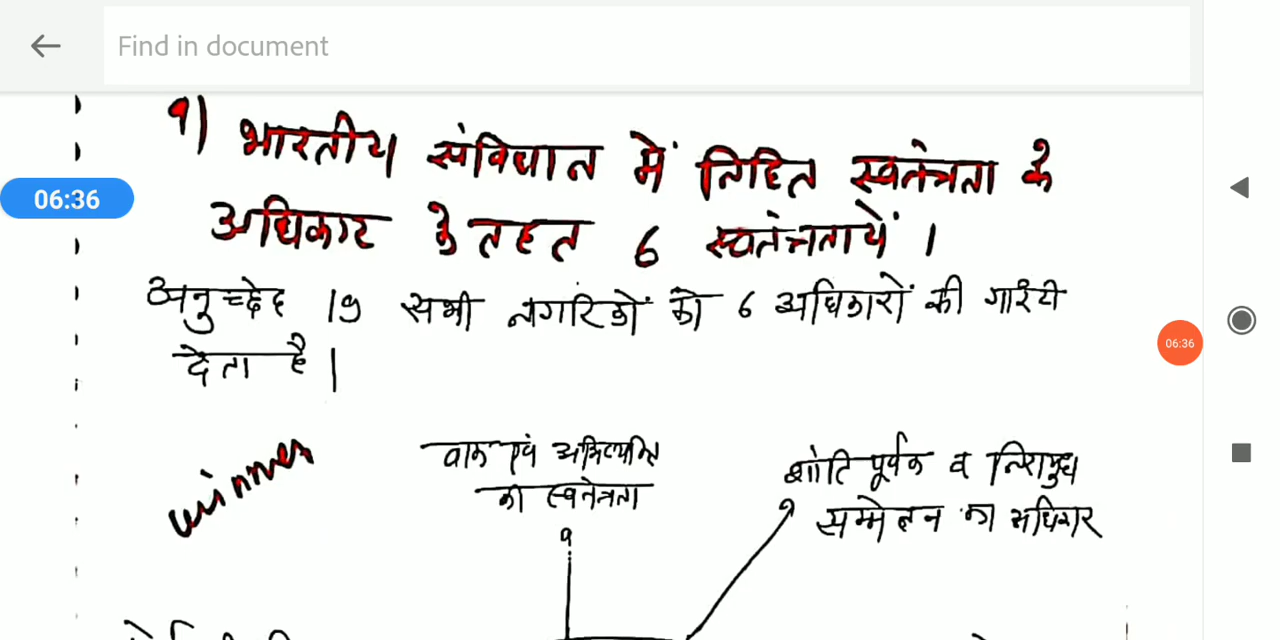 Find in document
१) भारतीय संविधान में निहित स्वतंत्रता के
06:36
अधिकार के तहत 6 स्वतंत्रतायें ।
अनुच्छेद 19 सभी नागरिकों को 6 अधिकारों की गारंटी
06:36
देता है |
winner
वाक एवं अभिव्यक्ति
की स्वतंत्रता
शांति पूर्वक व निरायुध
सम्मेलन का अधिकार